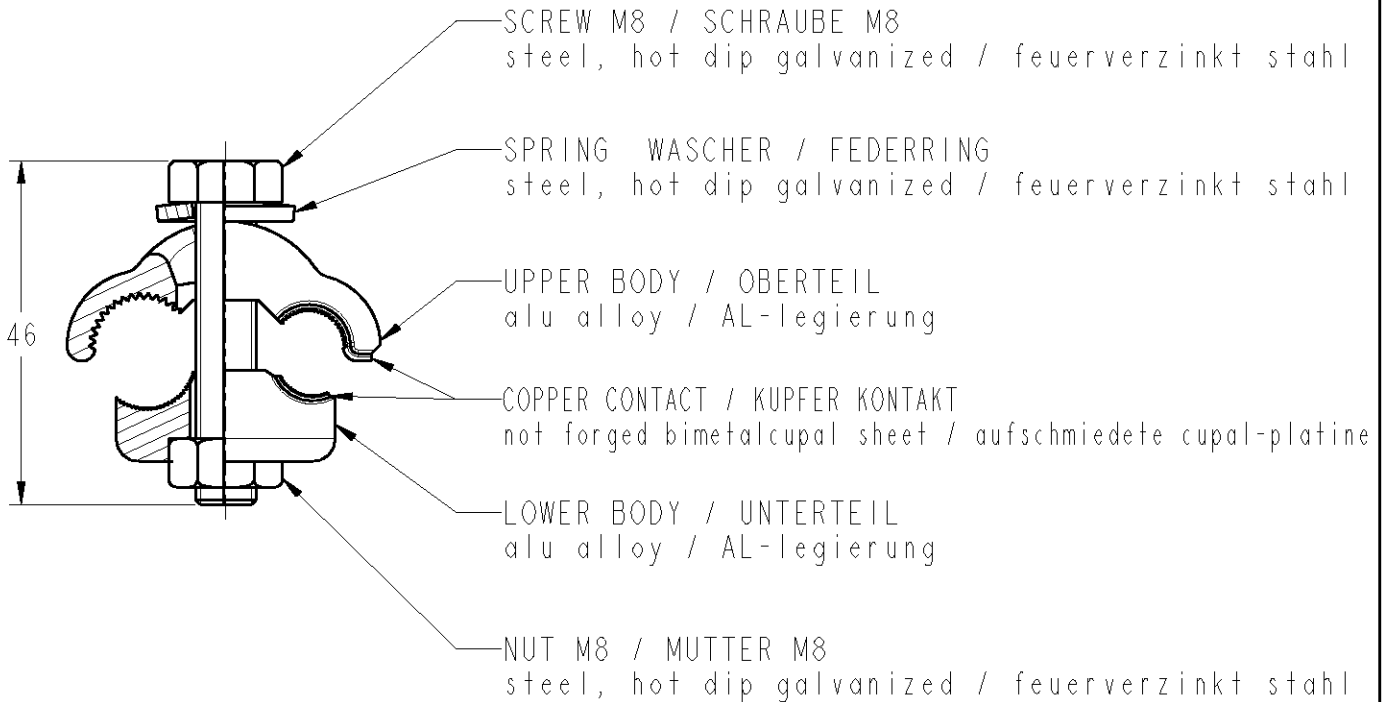 SCREW M8 / SCHRAUBE M8
steel, hot dip galvanized / feuerverzinkt stahl
SPRING WASCHER / FEDERRING
steel, hot dip galvanized / feuerverzinkt stahl
UPPER BODY / OBERTEIL
alu alloy / AL-legierung
46
COPPER CONTACT / KUPFER KONTAKT
not forged bimetalcupal sheet / aufschmiedete cupal-platine
LOWER BODY / UNTERTEIL
alu alloy / AL-legierung
NUT M8 / MUTTER M8
steel, hot dip galvanized / feuerverzinkt stahl